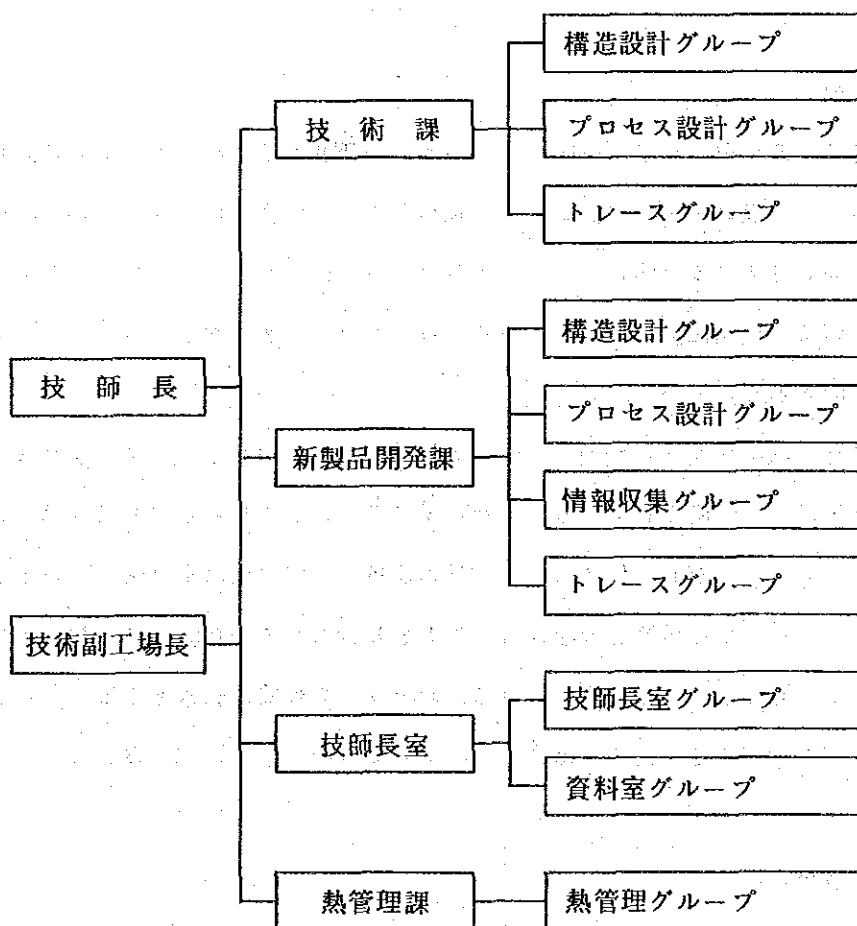 構造設計グループ
技術課
プロセス設計グループ
トレースグループ
構造設計グループ
技師長
プロセス設計グループ
新製品開発課
情報収集グループ
トレースグループ
技術副工場長
技師長室グループ
技師長室
資料室グループ
熱管理課
熱管理グループ